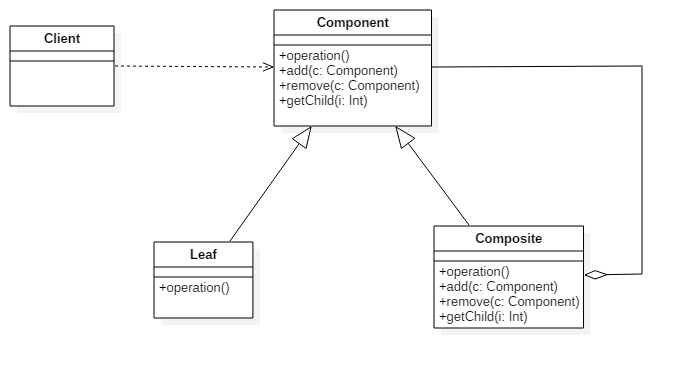 Client
Component
+operation()
+add(c: Component)
+remove(c: Component)
+getChild(i: Int)
Leaf
+operation()
Composite
+operation()
+add(c: Component)
+remove(c: Component)
+getChild(i: Int)